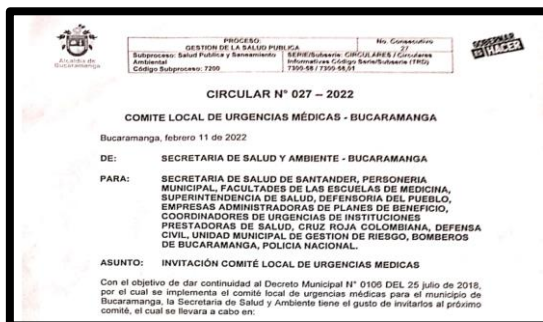 Alcaldía de
Bucaramanga
PROCESO:
GESTION DE LA SALUD PUBLICA
No. Consecutivo
27
Subproceso: Salud Publica y Saneamiento
Ambiental
Código Subproceso: 7200
SERIE/Subserie: CIRCULARES / Circulares
Informativas Código Serie/Subserie (TRD)
7300-58 / 7300-58,01
GOBERNAR
ES HACER
CIRCULAR N° 027 – 2022
COMITE LOCAL DE URGENCIAS MÉDICAS - BUCARAMANGA
Bucaramanga, febrero 11 de 2022
DE: SECRETARIA DE SALUD Y AMBIENTE - BUCARAMANGA
PARA: SECRETARIA DE SALUD DE SANTANDER, PERSONERIA
MUNICIPAL, FACULTADES DE LAS ESCUELAS DE MEDICINA,
SUPERINTENDENCIA DE SALUD, DEFENSORIA DEL PUEBLO,
EMPRESAS ADMINISTRADORAS DE PLANES DE BENEFICIO,
COORDINADORES DE URGENCIAS DE INSTITUCIONES
PRESTADORAS DE SALUD, CRUZ ROJA COLOMBIANA, DEFENSA
CIVIL, UNIDAD MUNICIPAL DE GESTION DE RIESGO, BOMBEROS
DE BUCARAMANGA, POLICIA NACIONAL.
ASUNTO: INVITACIÓN COMITÉ LOCAL DE URGENCIAS MEDICAS
Con el objetivo de dar continuidad al Decreto Municipal N° 0106 DEL 25 julio de 2018,
por el cual se implementa el comité local de urgencias médicas para el municipio de
Bucaramanga, la Secretaria de Salud y Ambiente tiene el gusto de invitarlos al próximo
comité, el cual se llevara a cabo en: